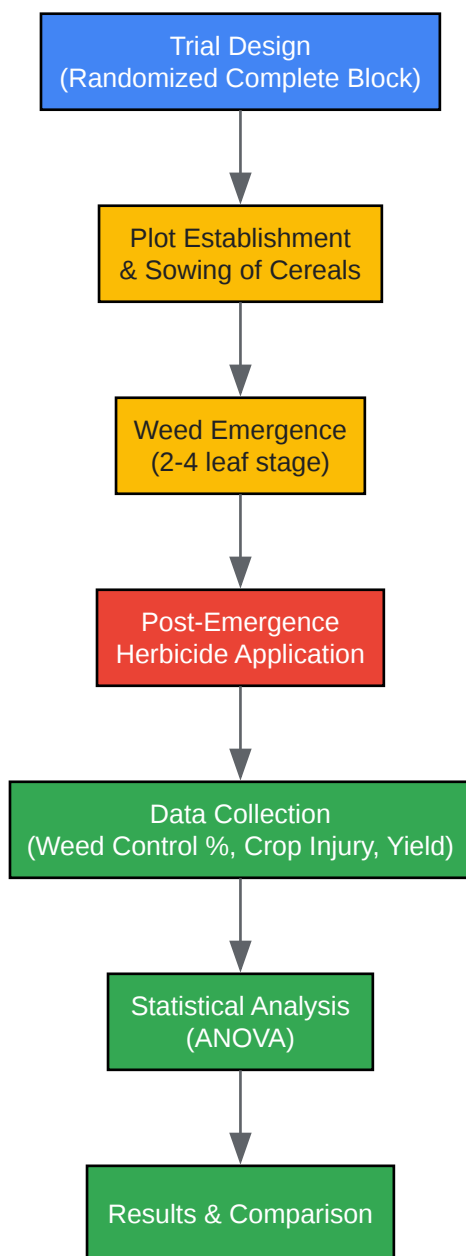 Trial Design
(Randomized Complete Block)
Plot Establishment
& Sowing of Cereals
Weed Emergence
(2-4 leaf stage)
Post-Emergence
Herbicide Application
Data Collection
(Weed Control %, Crop Injury, Yield)
Statistical Analysis
(ANOVA)
Results & Comparison